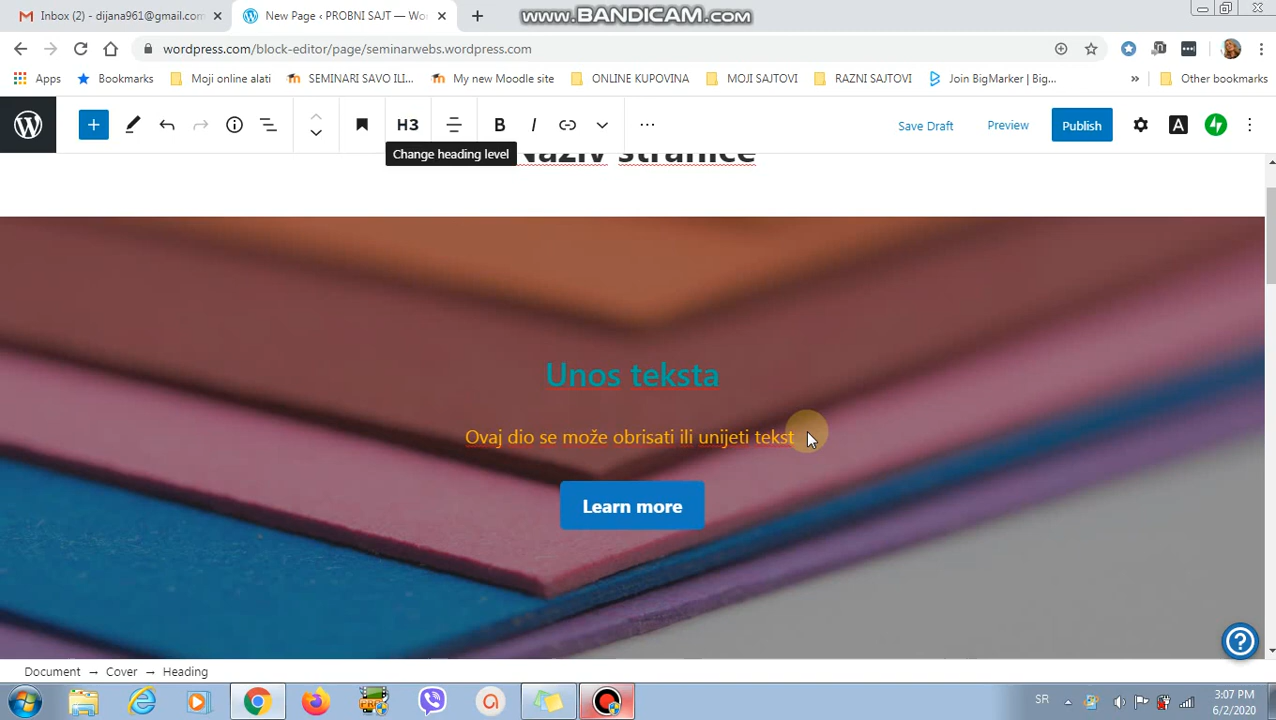 www.BANDICAM.com
Inbox (2) - dijana961@gmail.com
New Page ‹ PROBNI SAJT — Wor
wordpress.com/block-editor/page/seminarwebs.wordpress.com
Apps
Bookmarks
Moji online alati
SEMINARI SAVO ILI...
My new Moodle site
ONLINE KUPOVINA
MOJI SAJTOVI
RAZNI SAJTOVI
Join BigMarker | Big...
»
Other bookmarks
H3
B
I
Save Draft
Preview
Publish
A
Change heading level
Naziv stranice
Unos teksta
Ovaj dio se može obrisati ili unijeti tekst
Learn more
Document → Cover → Heading
SR
3:07 PM
6/2/2020